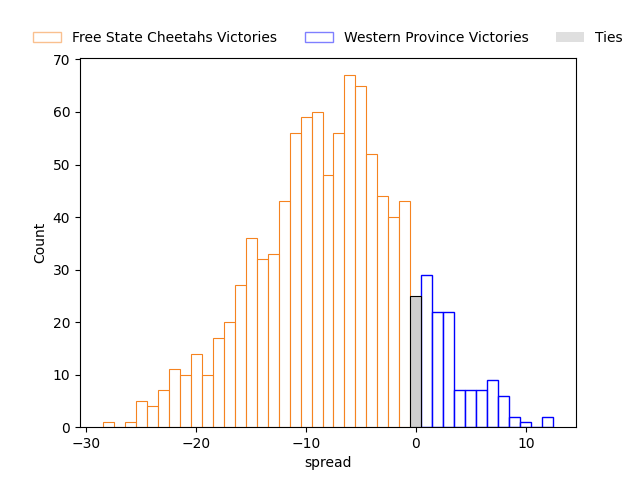 Free State Cheetahs Victories Western Province Victories Ties
70
60
50
40
30
20
10
0
Count
−30 −20 −10 0 10
spread